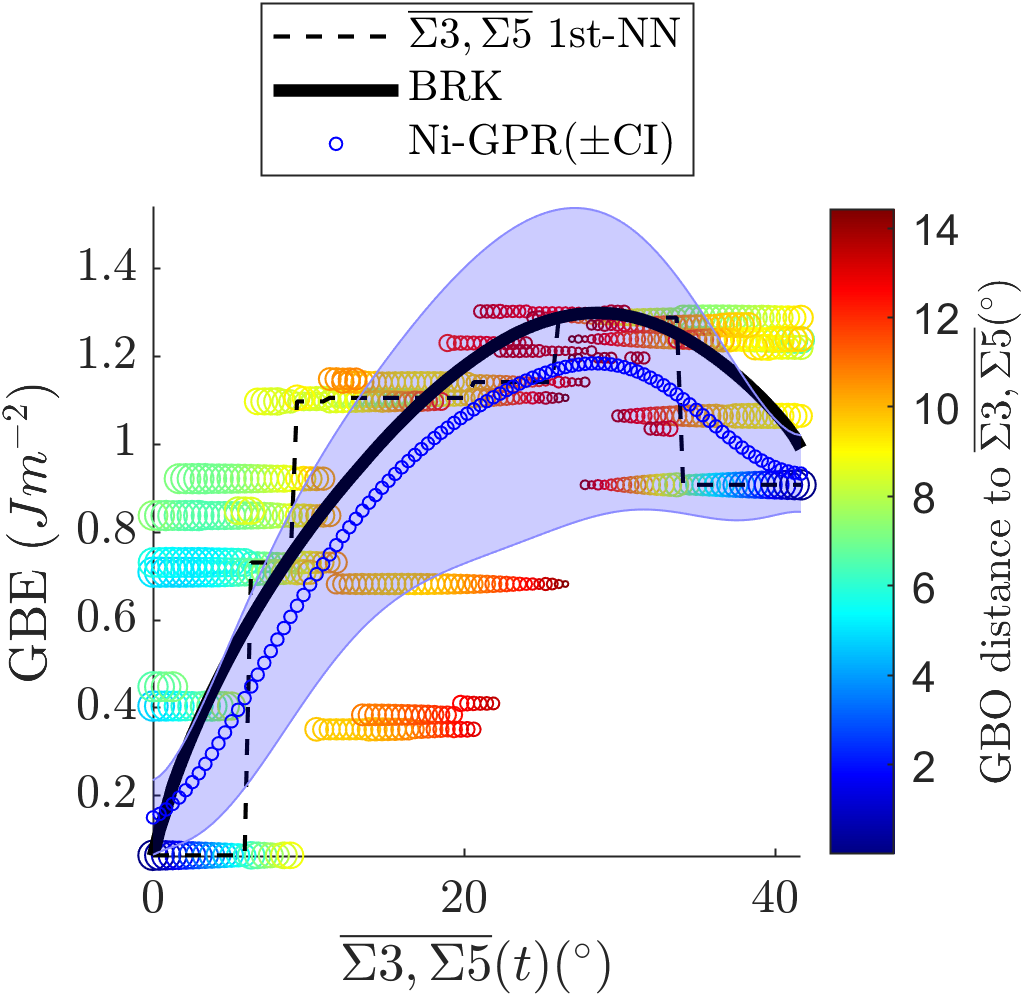 Σ3, Σ5 1st-NN
BRK
Ni-GPR(±CI)
GBE (Jm⁻²)
1.4
1.2
1
0.8
0.6
0.4
0.2
0
20
40
Σ3, Σ5(t)(°)
14
12
10
8
6
4
2
GBO distance to Σ3, Σ5(°)